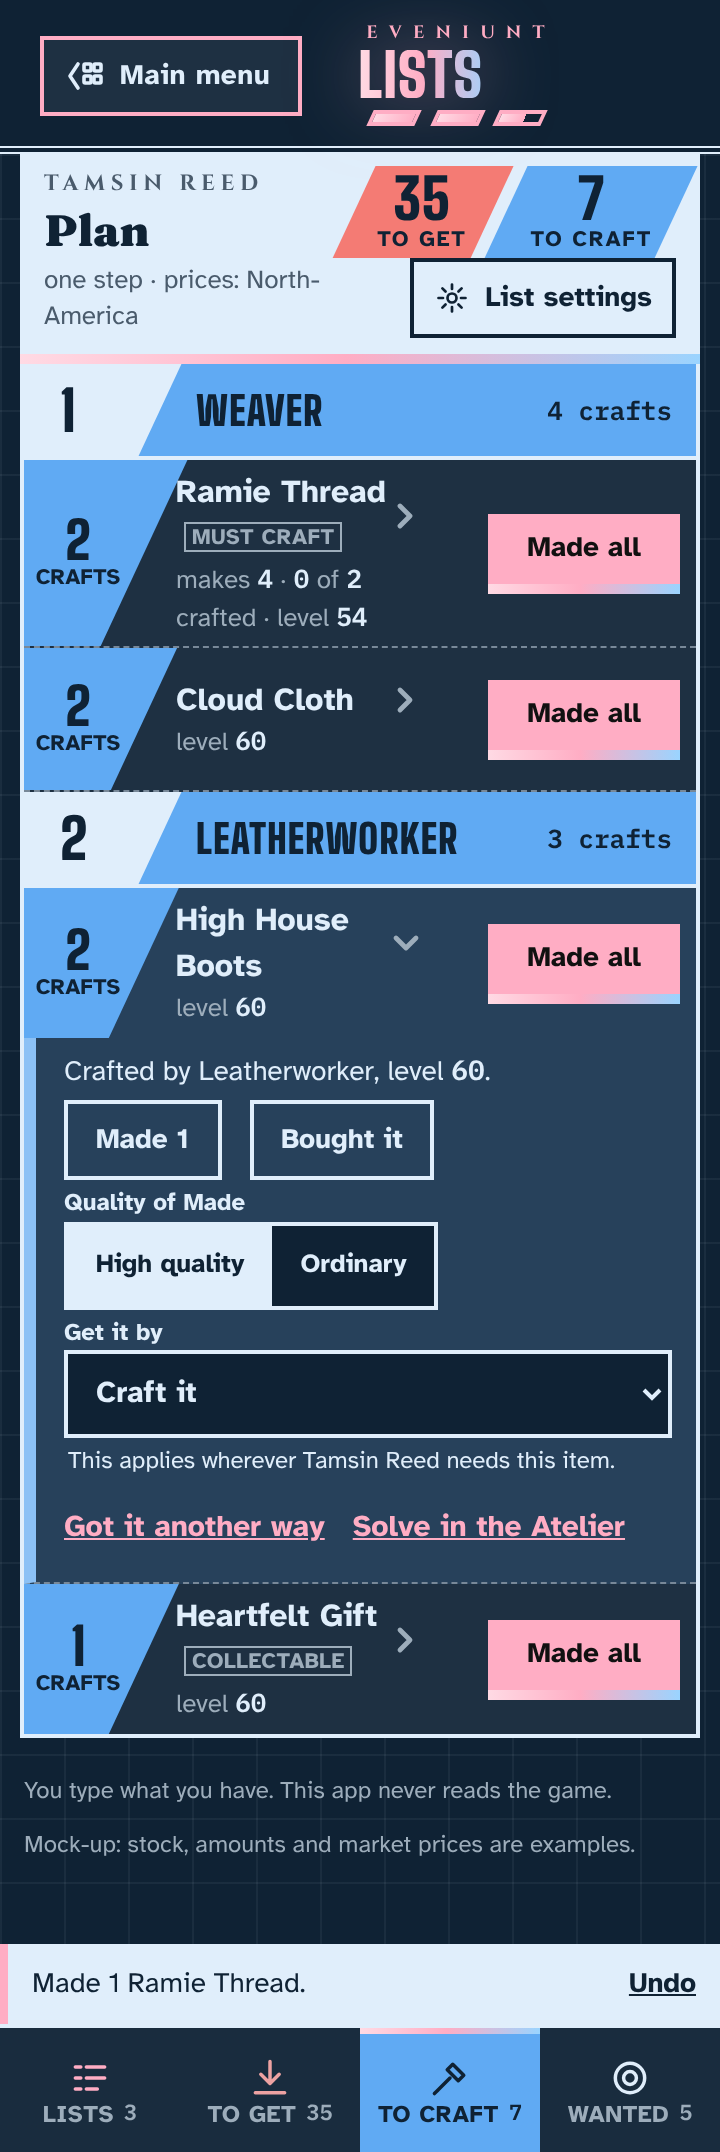 Main menu
EVENIUNT
LISTS
TAMSIN REED
Plan
one step · prices: North-
America
35
TO GET
7
TO CRAFT
List settings
1
WEAVER
4 crafts
2
CRAFTS
Ramie Thread
MUST CRAFT
makes 4 · 0 of 2
crafted · level 54
Made all
2
CRAFTS
Cloud Cloth
level 60
Made all
2
LEATHERWORKER
3 crafts
2
CRAFTS
High House
Boots
level 60
Made all
Crafted by Leatherworker, level 60.
Made 1
Bought it
Quality of Made
High quality
Ordinary
Get it by
Craft it
This applies wherever Tamsin Reed needs this item.
Got it another way
Solve in the Atelier
1
CRAFTS
Heartfelt Gift
COLLECTABLE
level 60
Made all
You type what you have. This app never reads the game.
Mock-up: stock, amounts and market prices are examples.
Made 1 Ramie Thread.
Undo
LISTS 3
TO GET 35
TO CRAFT 7
WANTED 5